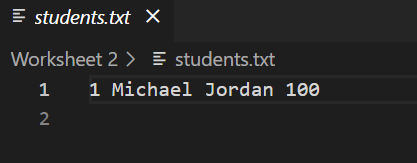 students.txt
Worksheet 2 > students.txt
1 1 Michael Jordan 100
2